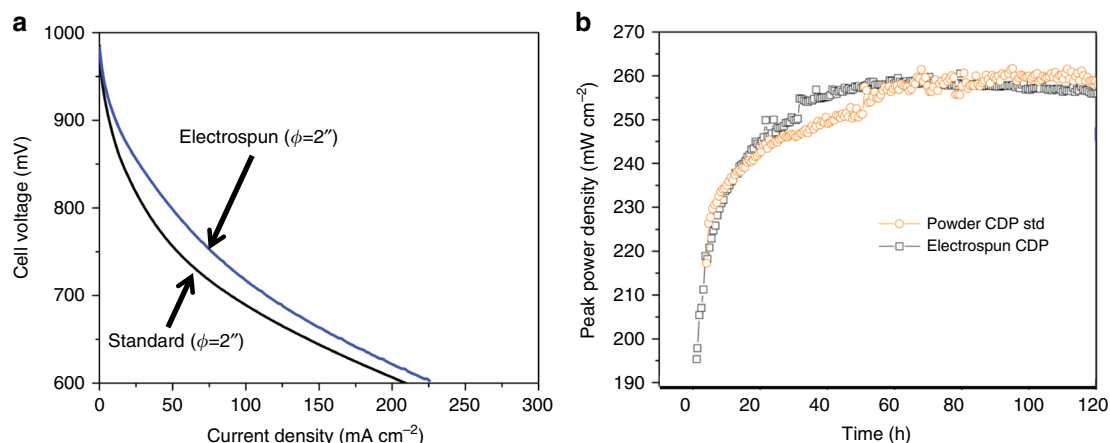 a
1000
900
800
700
600
Cell voltage (mV)
Electrospun (ϕ=2″)
Standard (ϕ=2″)
0
50
100
150
200
250
300
Current density (mA cm⁻²)
b
270
260
250
240
230
220
210
200
190
Peak power density (mW cm⁻²)
Powder CDP std
Electrospun CDP
0
20
40
60
80
100
120
Time (h)